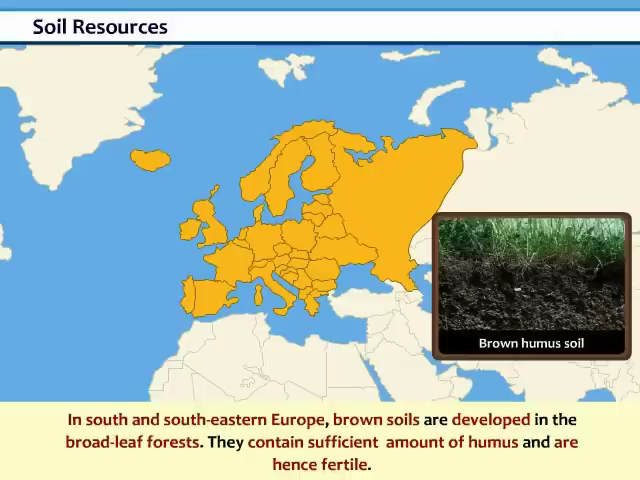 Soil Resources
Brown humus soil
In south and south-eastern Europe, brown soils are developed in the
broad-leaf forests. They contain sufficient amount of humus and are
hence fertile.